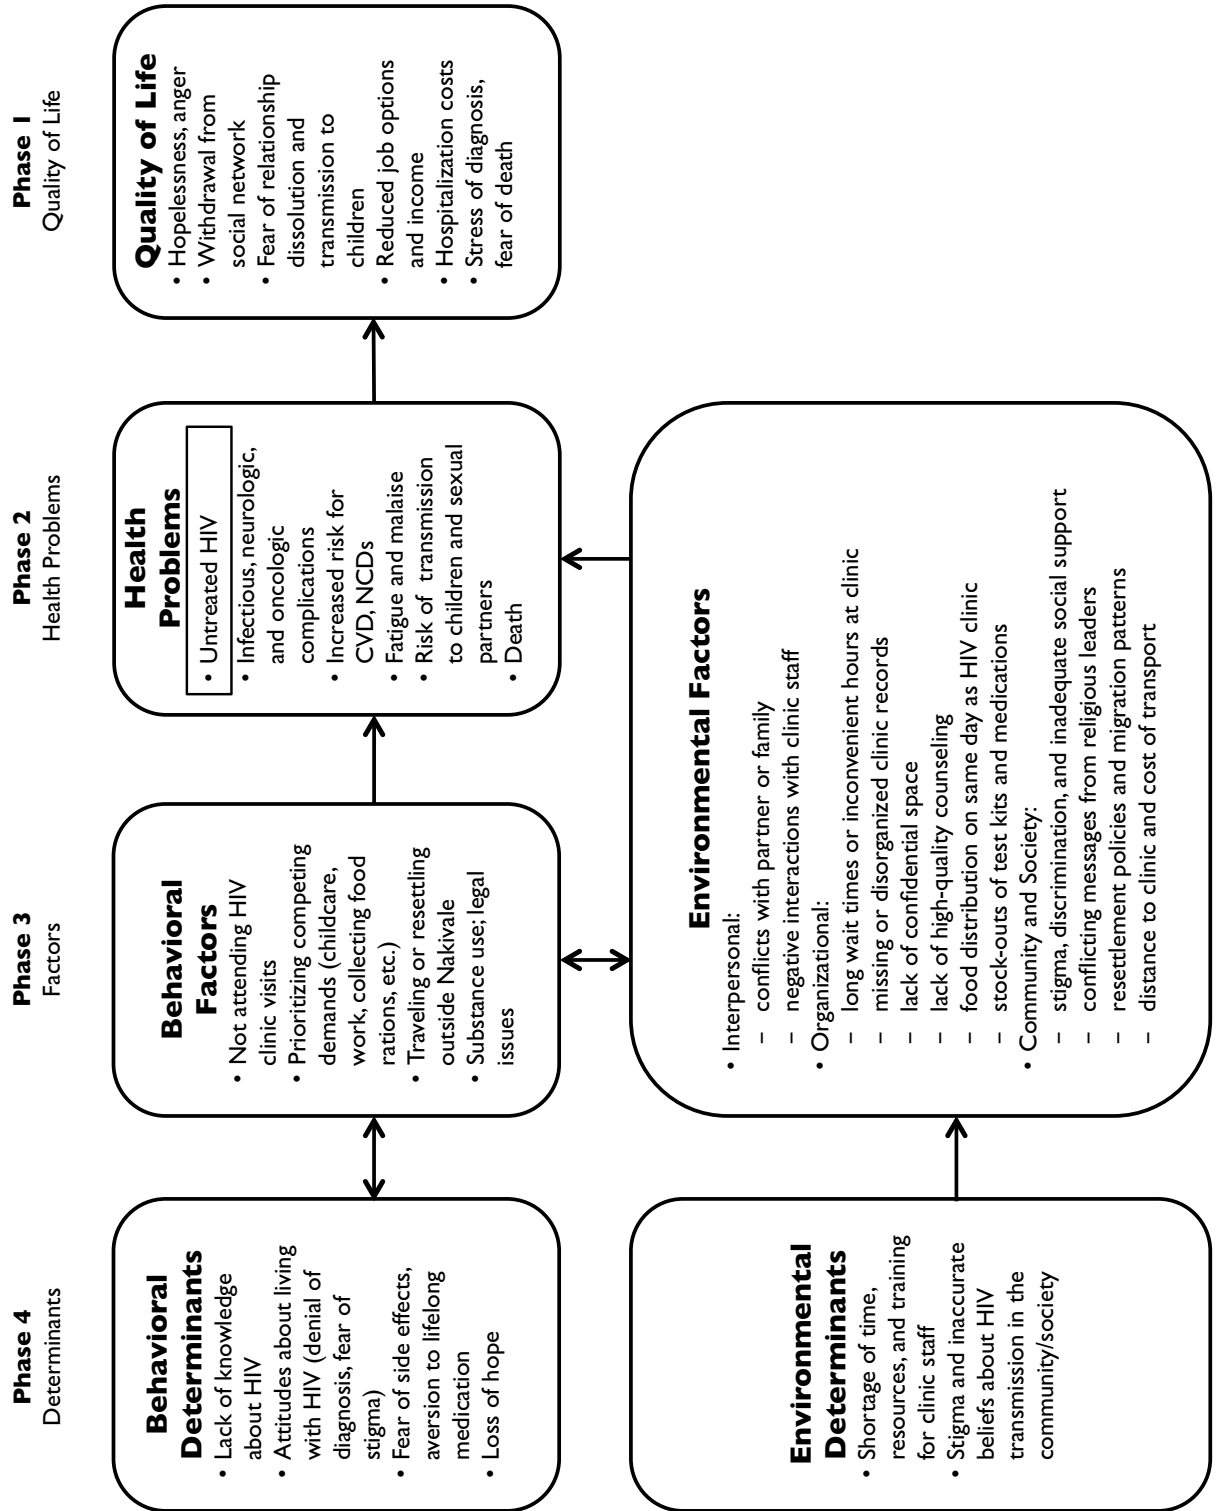 Phase 4
Determinants
Phase 3
Factors
Phase 2
Health Problems
Phase 1
Quality of Life
Behavioral
Determinants
• Lack of knowledge
about HIV
• Attitudes about living
with HIV (denial of
diagnosis, fear of
stigma)
• Fear of side effects,
aversion to lifelong
medication
• Loss of hope
Behavioral
Factors
• Not attending HIV
clinic visits
• Prioritizing competing
demands (childcare,
work, collecting food
rations, etc.)
• Traveling or resettling
outside Nakivale
• Substance use; legal
issues
Health
Problems
• Untreated HIV
• Infectious, neurologic,
and oncologic
complications
• Increased risk for
CVD, NCDs
• Fatigue and malaise
• Risk of transmission
to children and sexual
partners
• Death
Quality of Life
• Hopelessness, anger
• Withdrawal from
social network
• Fear of relationship
dissolution and
transmission to
children
• Reduced job options
and income
• Hospitalization costs
• Stress of diagnosis,
fear of death
Environmental
Determinants
• Shortage of time,
resources, and training
for clinic staff
• Stigma and inaccurate
beliefs about HIV
transmission in the
community/society
Environmental Factors
• Interpersonal:
– conflicts with partner or family
– negative interactions with clinic staff
• Organizational:
– long wait times or inconvenient hours at clinic
– missing or disorganized clinic records
– lack of confidential space
– lack of high-quality counseling
– food distribution on same day as HIV clinic
– stock-outs of test kits and medications
• Community and Society:
– stigma, discrimination, and inadequate social support
– conflicting messages from religious leaders
– resettlement policies and migration patterns
– distance to clinic and cost of transport